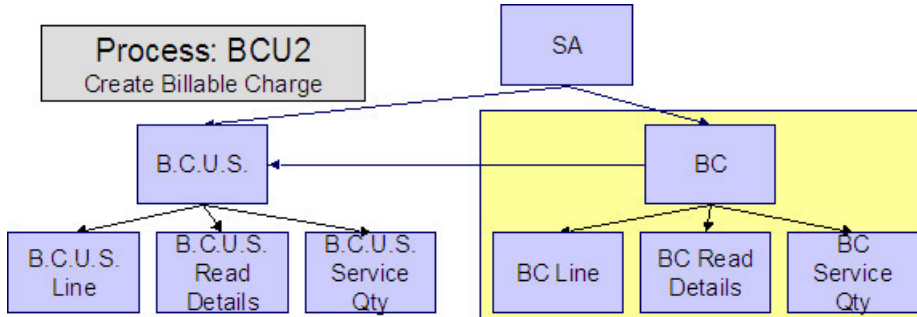 Process: BCU2
Create Billable Charge
SA
B.C.U.S.
BC
B.C.U.S.
Line
B.C.U.S.
Read
Details
B.C.U.S.
Service
Qty
BC Line
BC Read
Details
BC
Service
Qty